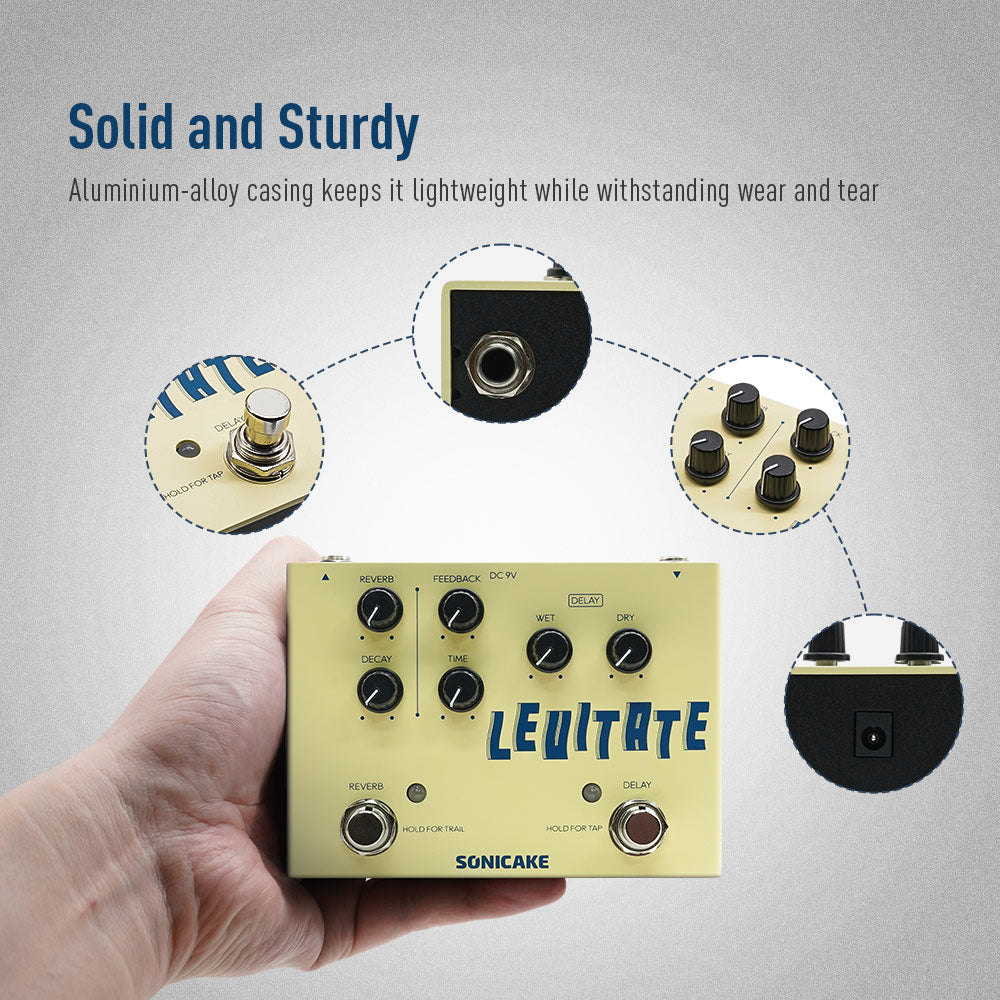 Solid and Sturdy
Aluminium-alloy casing keeps it lightweight while withstanding wear and tear
TATE
DELAY
HOLD FOR TAP
REVERB
FEEDBACK
DC 9V
DELAY
WET
DRY
DECAY
TIME
LEVITATE
REVERB
DELAY
HOLD FOR TRAIL
HOLD FOR TAP
SONICAKE